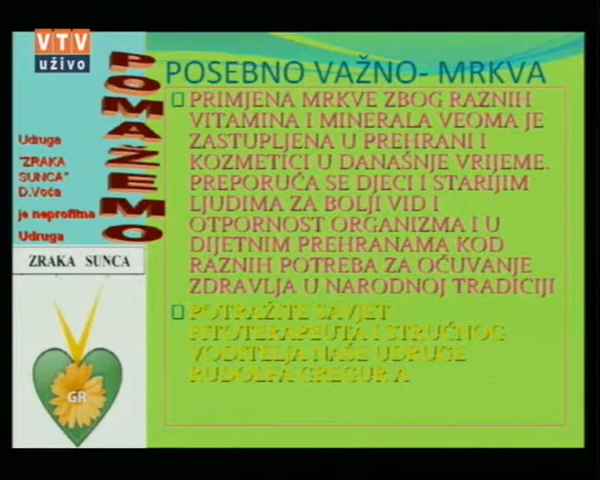 VTV
uživo
POMAŽEMO
Udruga
"ZRAKA
SUNCA"
D.Voća
je neprofitna
Udruga
ZRAKA SUNCA
GR
POSEBNO VAŽNO- MRKVA
PRIMJENA MRKVE ZBOG RAZNIH
VITAMINA I MINERALA VEOMA JE
ZASTUPLJENA U PREHRANI I
KOZMETICI U DANAŠNJE VRIJEME.
PREPORUČA SE DJECI I STARIJIM
LJUDIMA ZA BOLJI VID I
OTPORNOST ORGANIZMA I U
DIJETNIM PREHRANAMA KOD
RAZNIH POTREBA ZA OČUVANJE
ZDRAVLJA U NARODNOJ TRADICIJI
POTRAŽITE SAVJET
FITOTERAPEUTA I STRUČNOG
VODITELJA NAŠE UDRUGE
RUDOLFA GREGUR A